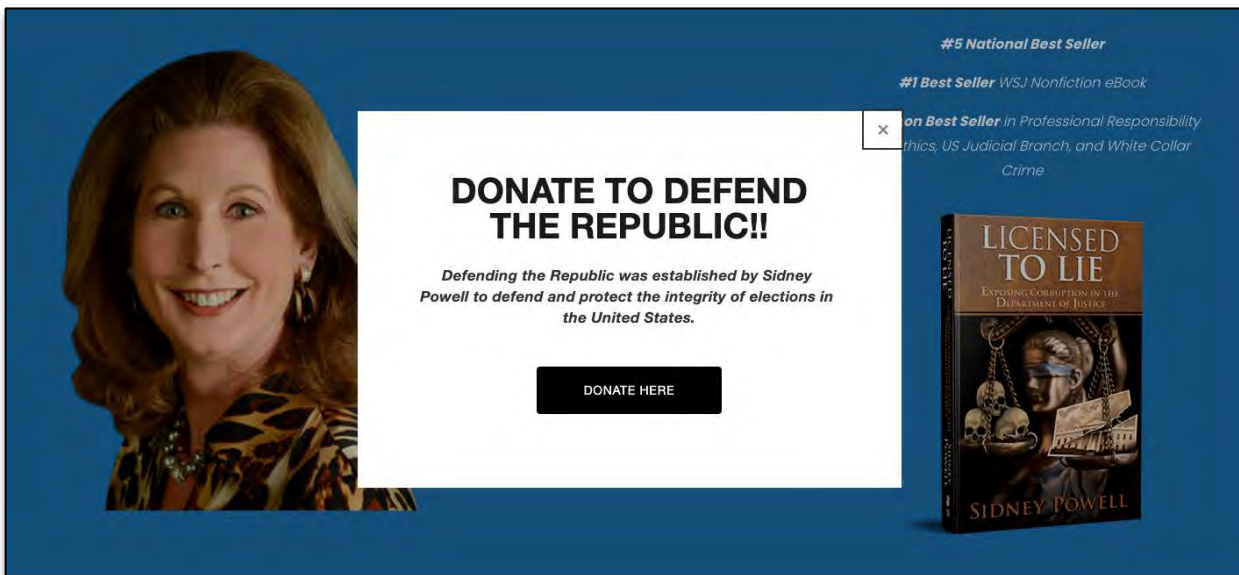 #5 National Best Seller
#1 Best Seller WSJ Nonfiction eBook
on Best Seller in Professional Responsibility
thics, US Judicial Branch, and White Collar
Crime
×
DONATE TO DEFEND
THE REPUBLIC!!
Defending the Republic was established by Sidney
Powell to defend and protect the integrity of elections in
the United States.
DONATE HERE
LICENSED
TO LIE
EXPOSING CORRUPTION IN THE
DEPARTMENT OF JUSTICE
SIDNEY POWELL